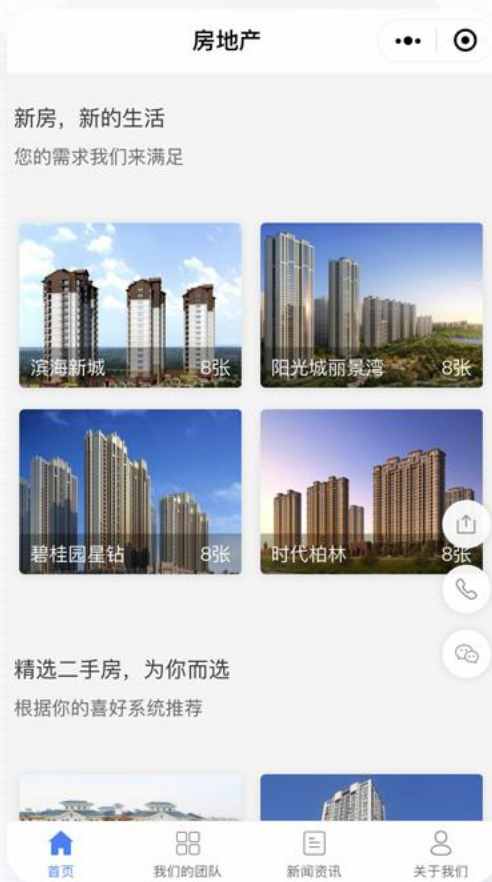 房地产
新房，新的生活
您的需求我们来满足
滨海新城 8张
阳光城丽景湾 8张
碧桂园星钻 8张
时代柏林 8张
精选二手房，为你而选
根据你的喜好系统推荐
首页 我们的团队 新闻资讯 关于我们